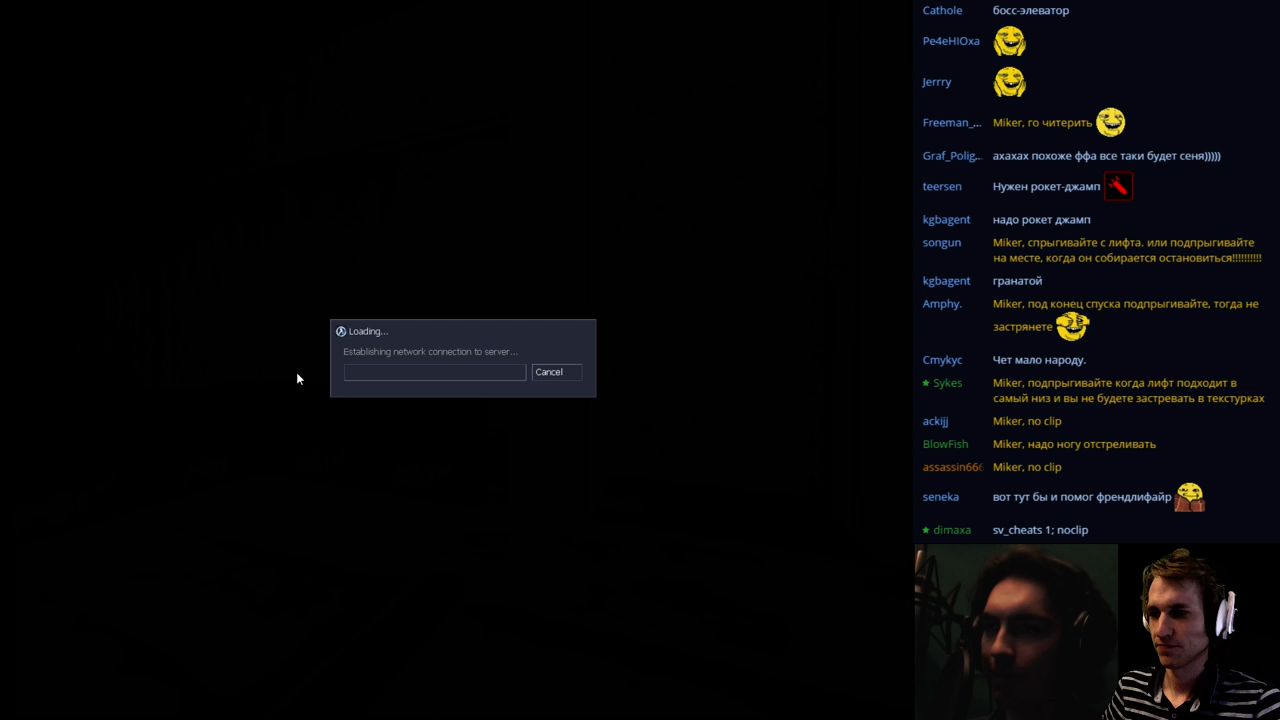 Loading...
Establishing network connection to server...
Cancel
Cathole босс-элеватор
Pe4eHIOxa
Jerrry
Freeman_... Miker, го читерить
Graf_Polig... ахахах похоже ффа все таки будет сеня)))))
teersen Нужен рокет-джамп
kgbagent надо рокет джамп
songun Miker, спрыгивайте с лифта. или подпрыгивайте
на месте, когда он собирается остановиться!!!!!!!!!!
kgbagent гранатой
Amphy. Miker, под конец спуска подпрыгивайте, тогда не
застрянете
Cmykyc Чет мало народу.
Sykes Miker, подпрыгивайте когда лифт подходит в
самый низ и вы не будете застревать в текстурках
ackijj Miker, no clip
BlowFish Miker, надо ногу отстреливать
assassin666 Miker, no clip
seneka вот тут бы и помог френдлифайр
dimaxa sv_cheats 1; noclip